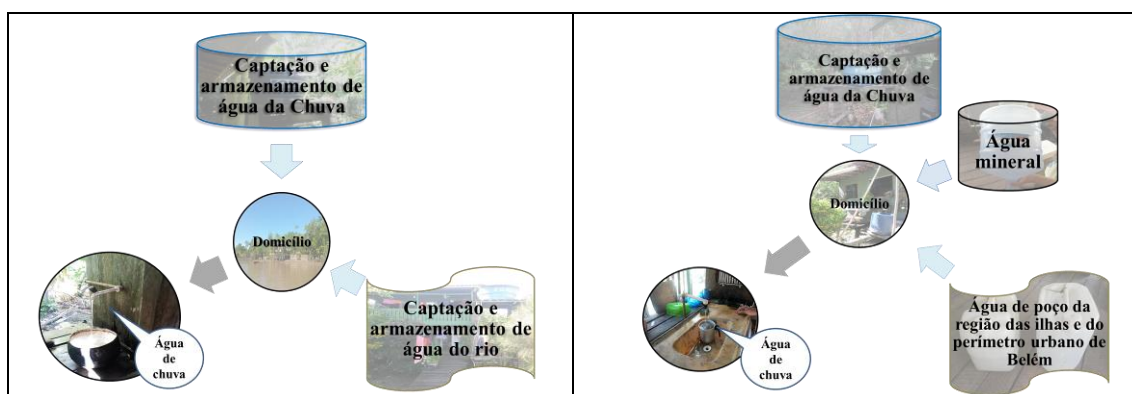 Captação e
armazenamento de
água da Chuva
Domicílio
Captação e
armazenamento de
água do rio
Água
de
chuva
Captação e
armazenamento de
água da Chuva
Água
mineral
Domicílio
Água de poço da
região das ilhas e do
perímetro urbano de
Belém
Água
de
chuva